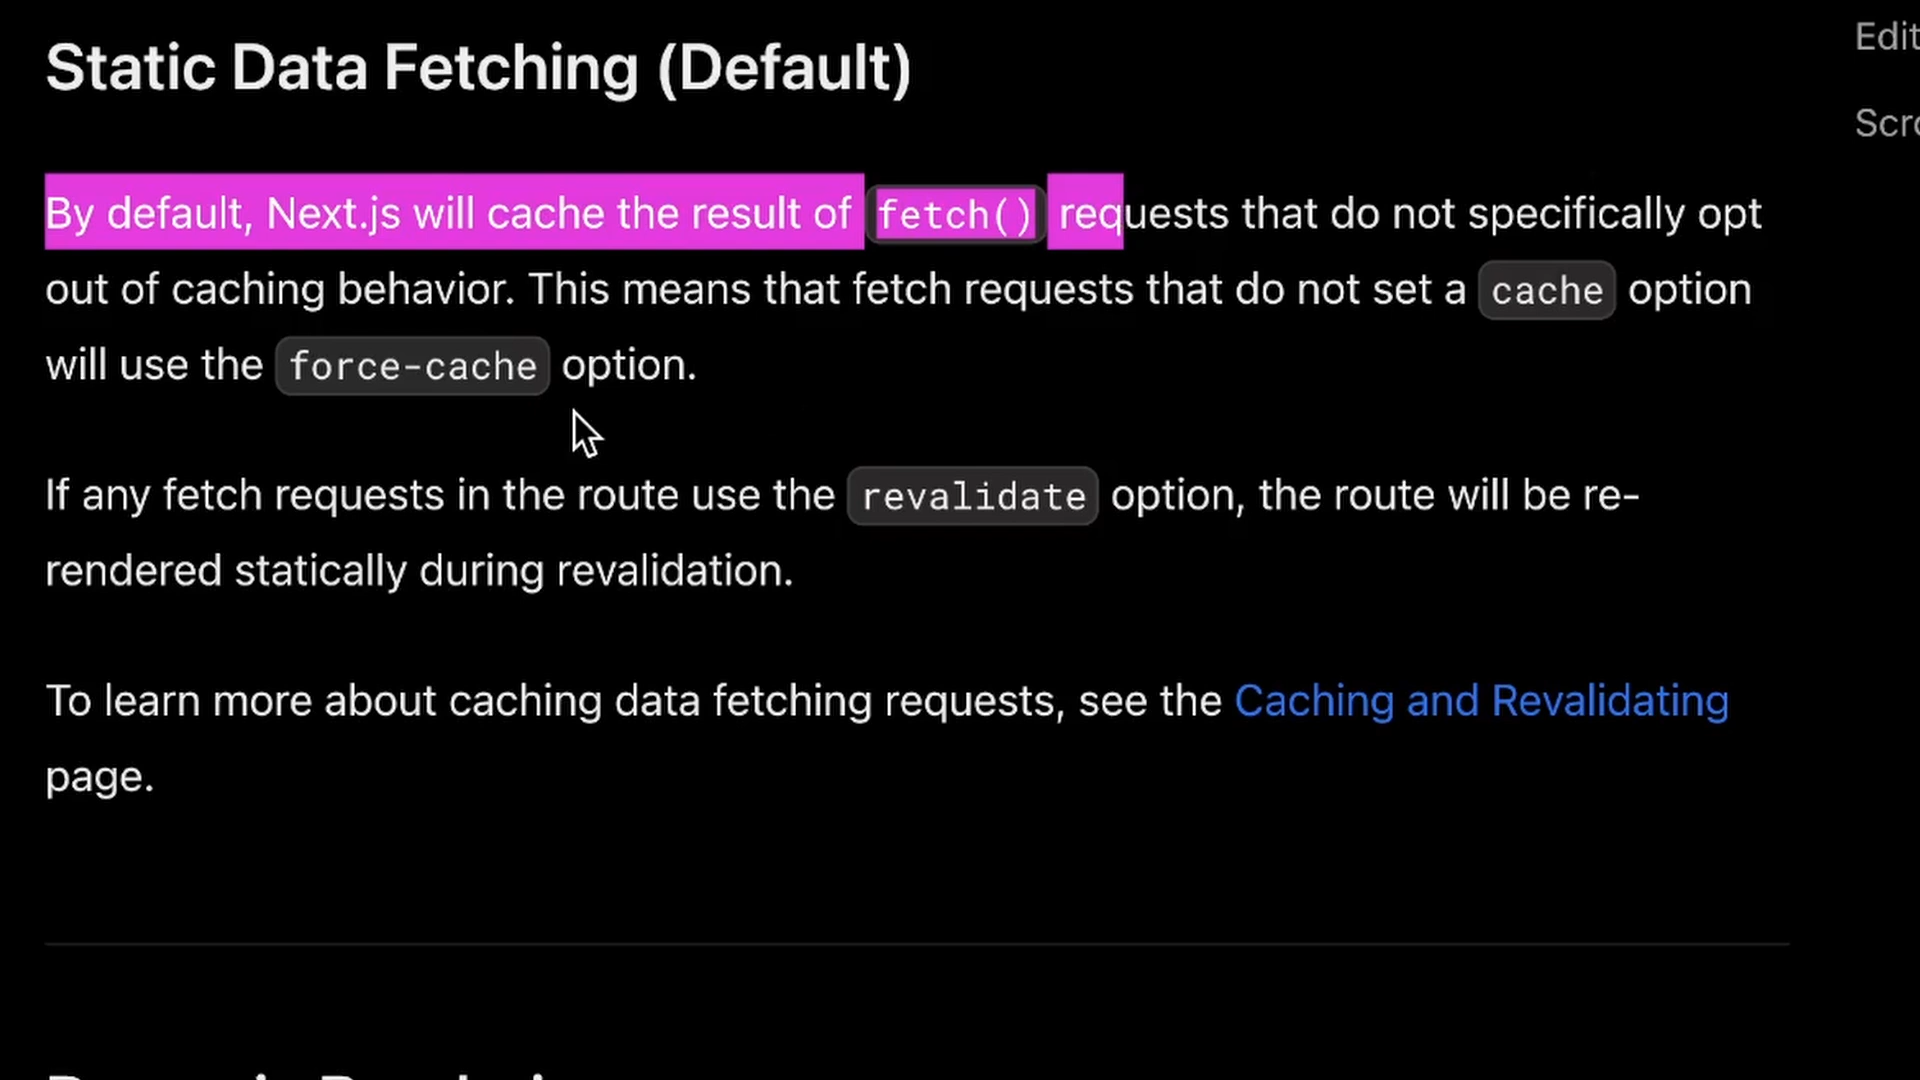 Static Data Fetching (Default)
Edit
Scro
By default, Next.js will cache the result of fetch() requests that do not specifically opt
out of caching behavior. This means that fetch requests that do not set a cache option
will use the force-cache option.
If any fetch requests in the route use the revalidate option, the route will be re-
rendered statically during revalidation.
To learn more about caching data fetching requests, see the Caching and Revalidating
page.